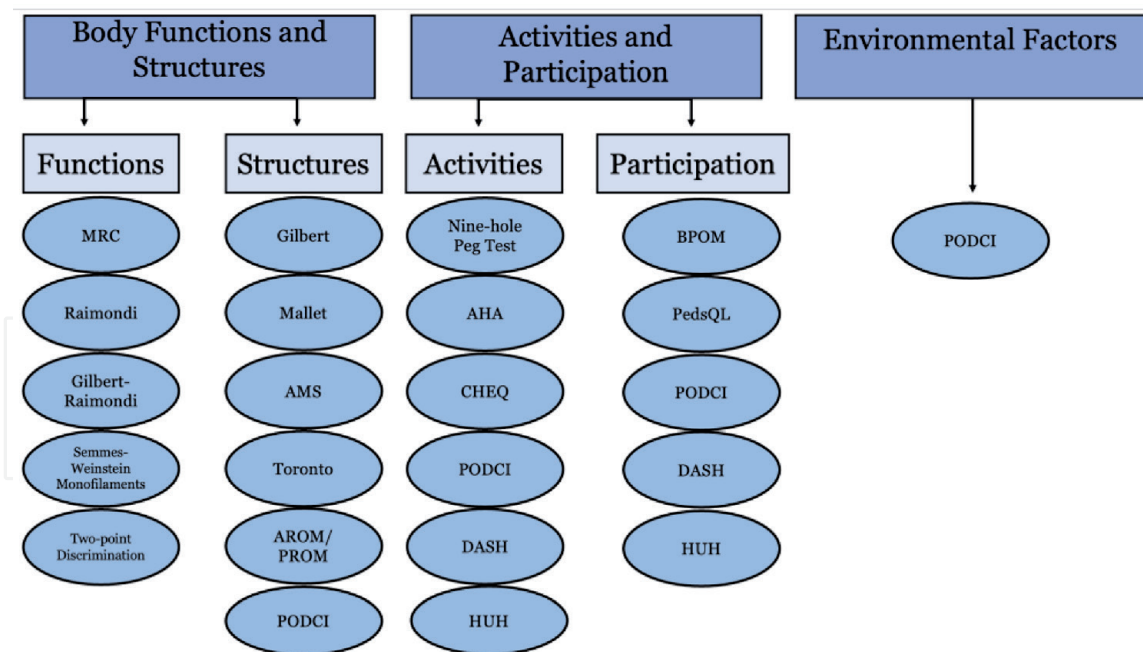 Body Functions and
Structures
Activities and
Participation
Environmental Factors
Functions
Structures
Activities
Participation
MRC
Raimondi
Gilbert-
Raimondi
Semmes-
Weinstein
Monofilaments
Two-point
Discrimination
Gilbert
Mallet
AMS
Toronto
AROM/
PROM
PODCI
Nine-hole
Peg Test
AHA
CHEQ
PODCI
DASH
HUH
BPOM
PedsQL
PODCI
DASH
HUH
PODCI